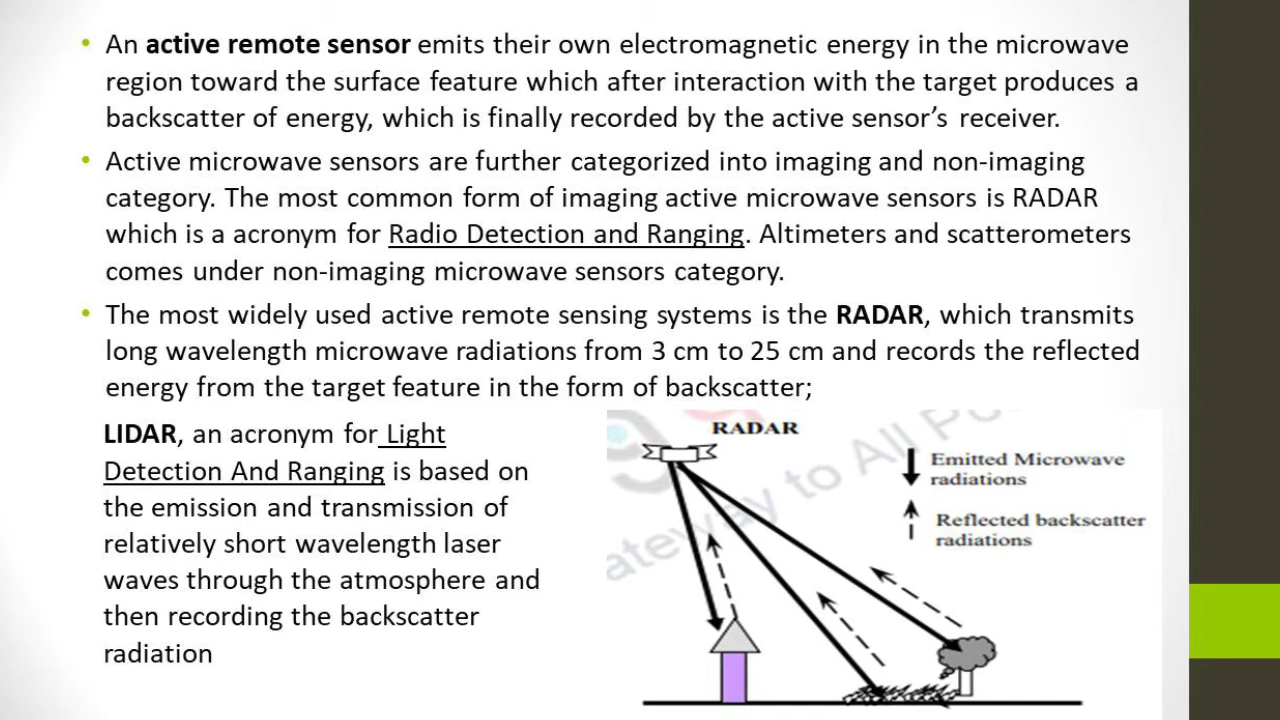 • An active remote sensor emits their own electromagnetic energy in the microwave
region toward the surface feature which after interaction with the target produces a
backscatter of energy, which is finally recorded by the active sensor’s receiver.
• Active microwave sensors are further categorized into imaging and non-imaging
category. The most common form of imaging active microwave sensors is RADAR
which is a acronym for Radio Detection and Ranging. Altimeters and scatterometers
comes under non-imaging microwave sensors category.
• The most widely used active remote sensing systems is the RADAR, which transmits
long wavelength microwave radiations from 3 cm to 25 cm and records the reflected
energy from the target feature in the form of backscatter;
LIDAR, an acronym for Light
Detection And Ranging is based on
the emission and transmission of
relatively short wavelength laser
waves through the atmosphere and
then recording the backscatter
radiation
RADAR
Emitted Microwave
radiations
Reflected backscatter
radiations
ateway to All Po